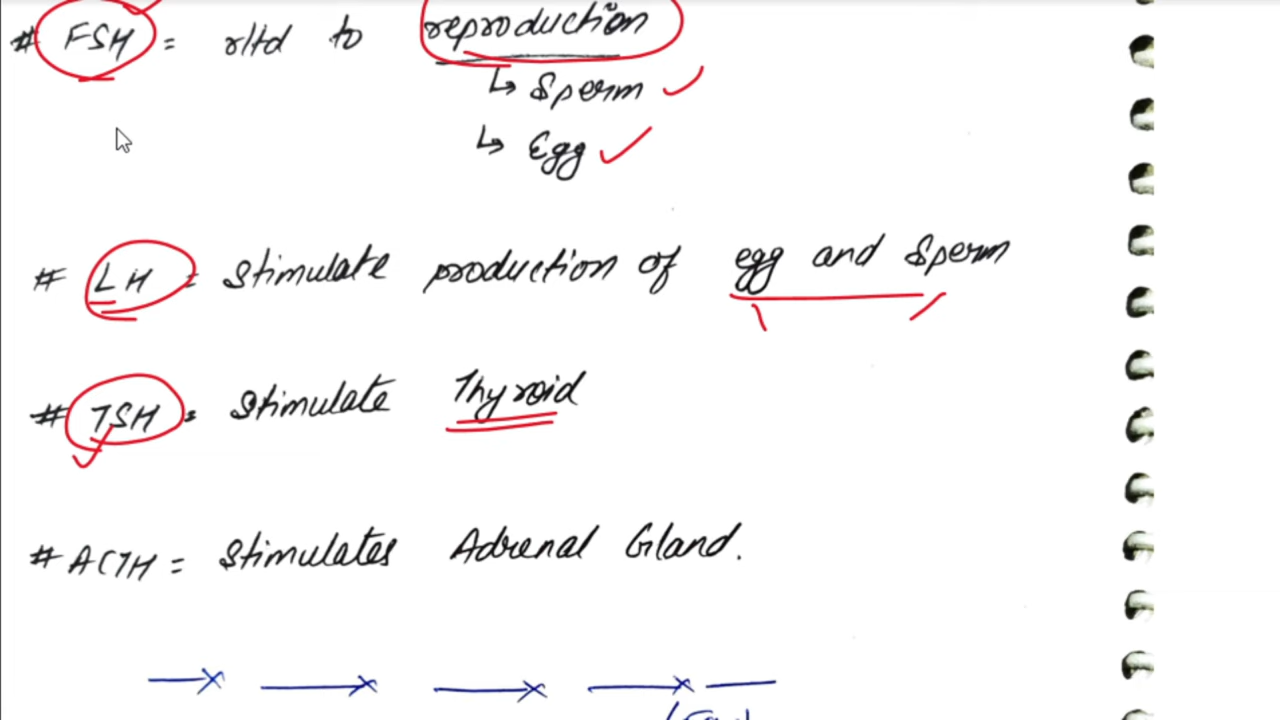 # FSH = rltd to reproduction
↳ Sperm ✓
↳ Egg ✓
# LH = stimulate production of egg and sperm
# TSH = stimulate Thyroid
# ACTH = stimulates Adrenal Gland.